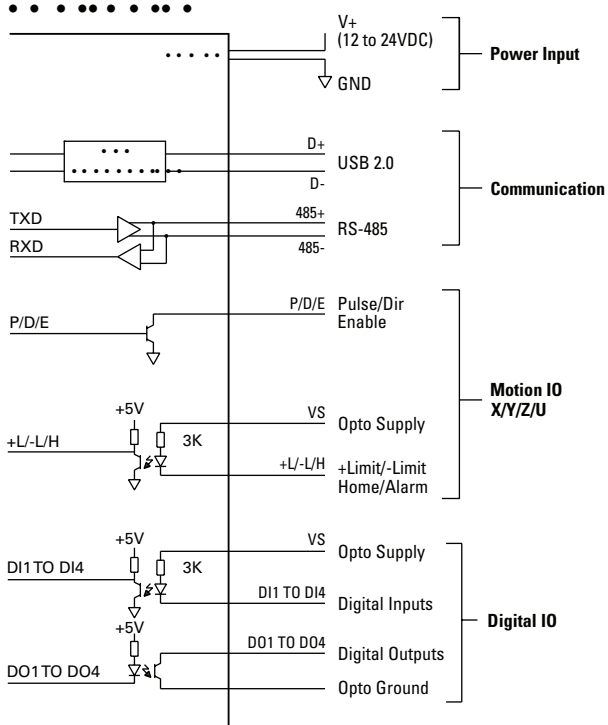 V+
(12 to 24VDC)
Power Input
GND
D+
USB 2.0
D-
Communication
TXD
485+
RS-485
RXD
485-
P/D/E
P/D/E
Pulse/Dir
Enable
Motion IO
X/Y/Z/U
+5V
VS
Opto Supply
3K
+L/-L/H
+L/-L/H
+Limit/-Limit
Home/Alarm
+5V
VS
Opto Supply
3K
DI1 TO DI4
DI1 TO DI4
Digital Inputs
Digital IO
+5V
DO1 TO DO4
Digital Outputs
DO1 TO DO4
Opto Ground